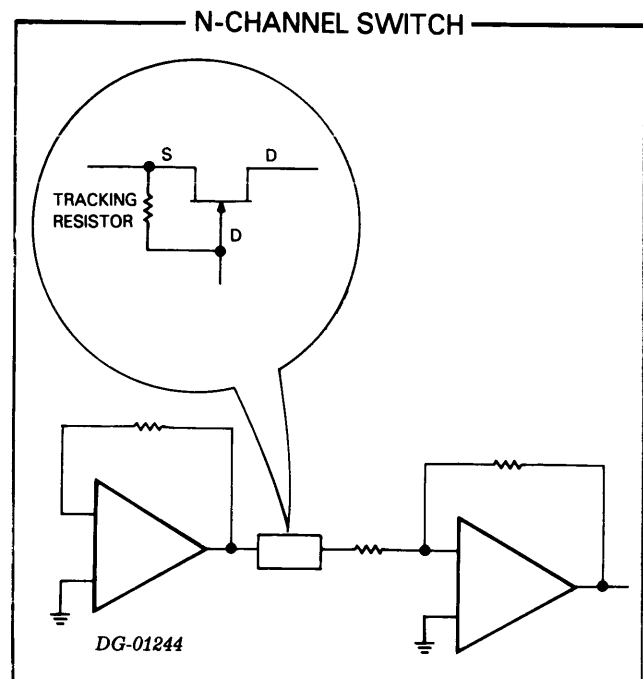 N-CHANNEL SWITCH
S
D
TRACKING
RESISTOR
D
DG-01244